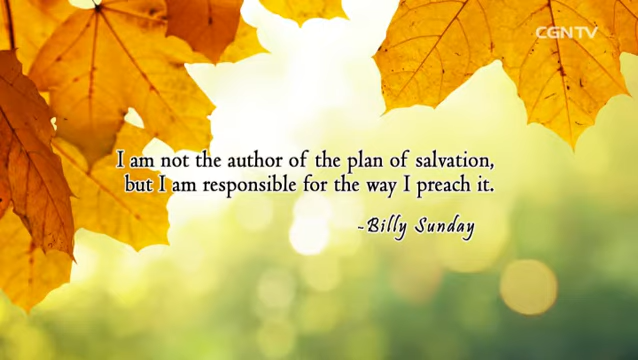 CGNTV
I am not the author of the plan of salvation,
but I am responsible for the way I preach it.
~Billy Sunday